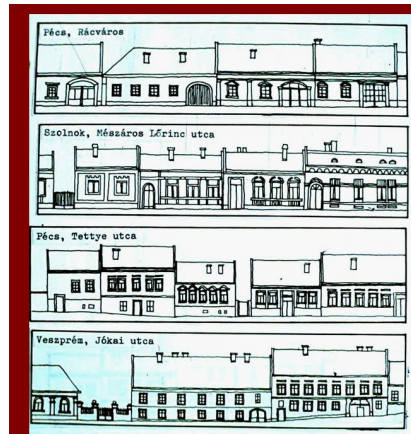 Pécs, Rácváros
Szolnok, Mészáros Lőrinc utca
Pécs, Tettye utca
Veszprém, Jókai utca